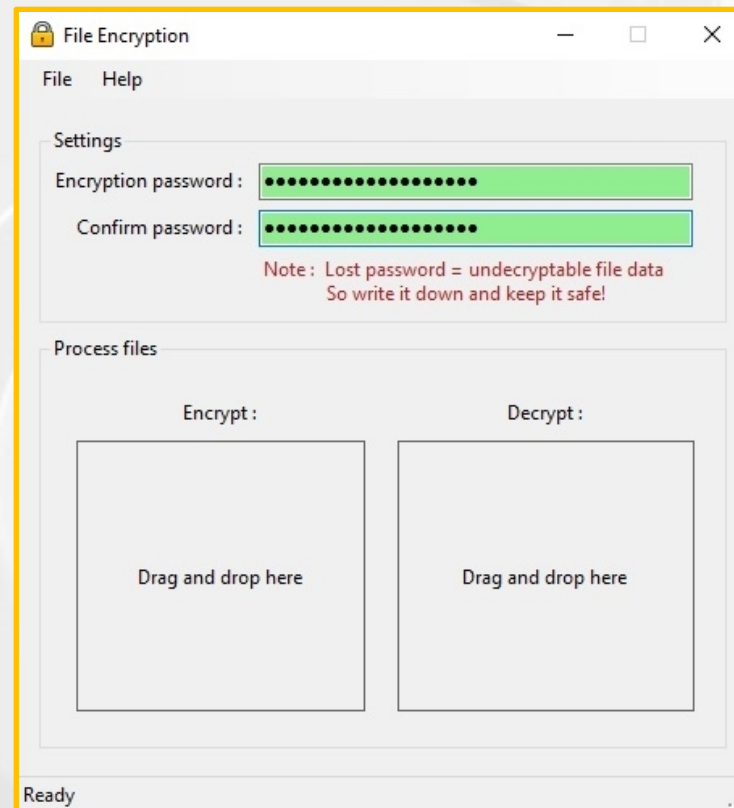 File Encryption
File Help
Settings
Encryption password : •••••••••••••••••••
Confirm password : •••••••••••••••••••
Note : Lost password = undecryptable file data
So write it down and keep it safe!
Process files
Encrypt : Decrypt :
Drag and drop here Drag and drop here
Ready